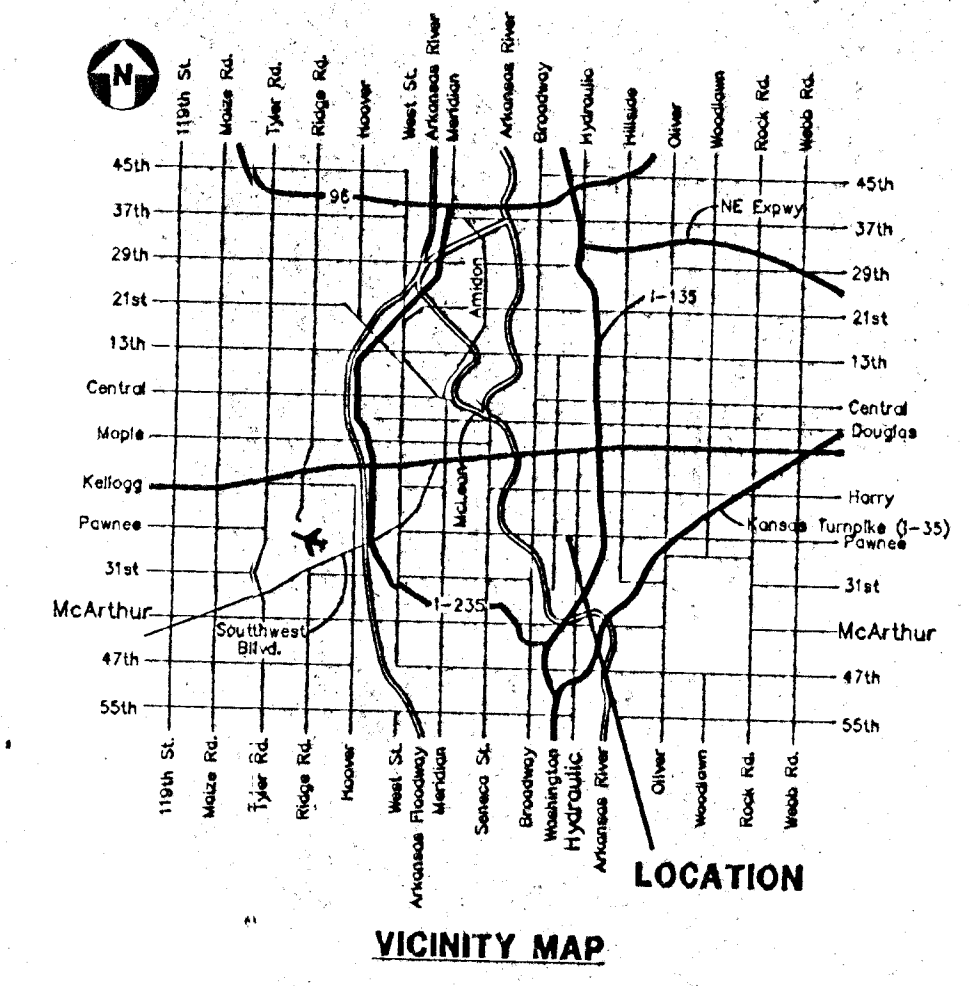 N
119th St.
Maize Rd.
Tyler Rd.
Ridge Rd.
Hoover
West St.
Arkansas River
Meridian
Arkansas River
Broadway
Hydraulic
Hillside
Oliver
Woodlawn
Rock Rd.
Webb Rd.
45th
45th
96
37th
NE Expwy
37th
29th
29th
Amidon
21st
I-135
21st
13th
13th
Central
Central
Maple
Douglas
McLean
Kellogg
Harry
Pawnee
Kansas Turnpike (I-35)
Pawnee
31st
31st
McArthur
I-235
McArthur
Soutthwest
Blvd.
47th
47th
55th
55th
119th St.
Maize Rd.
Tyler Rd.
Ridge Rd.
Hoover
West St.
Arkansas Floodway
Meridian
Seneca St.
Broadway
Washington
Hydraulic
Arkansas River
Oliver
Woodlawn
Rock Rd.
Webb Rd.
LOCATION
VICINITY MAP